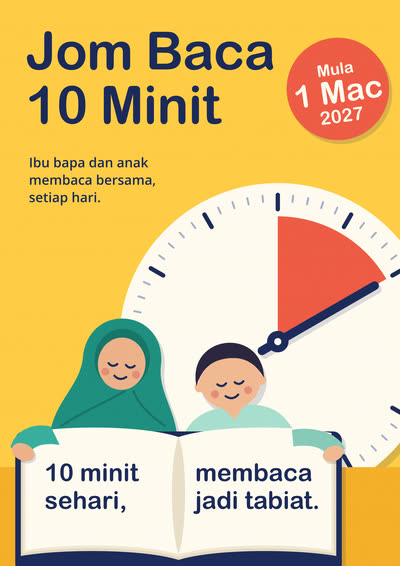 Jom Baca
10 Minit
Mula
1 Mac
2027
Ibu bapa dan anak
membaca bersama,
setiap hari.
10 minit
sehari,
membaca
jadi tabiat.